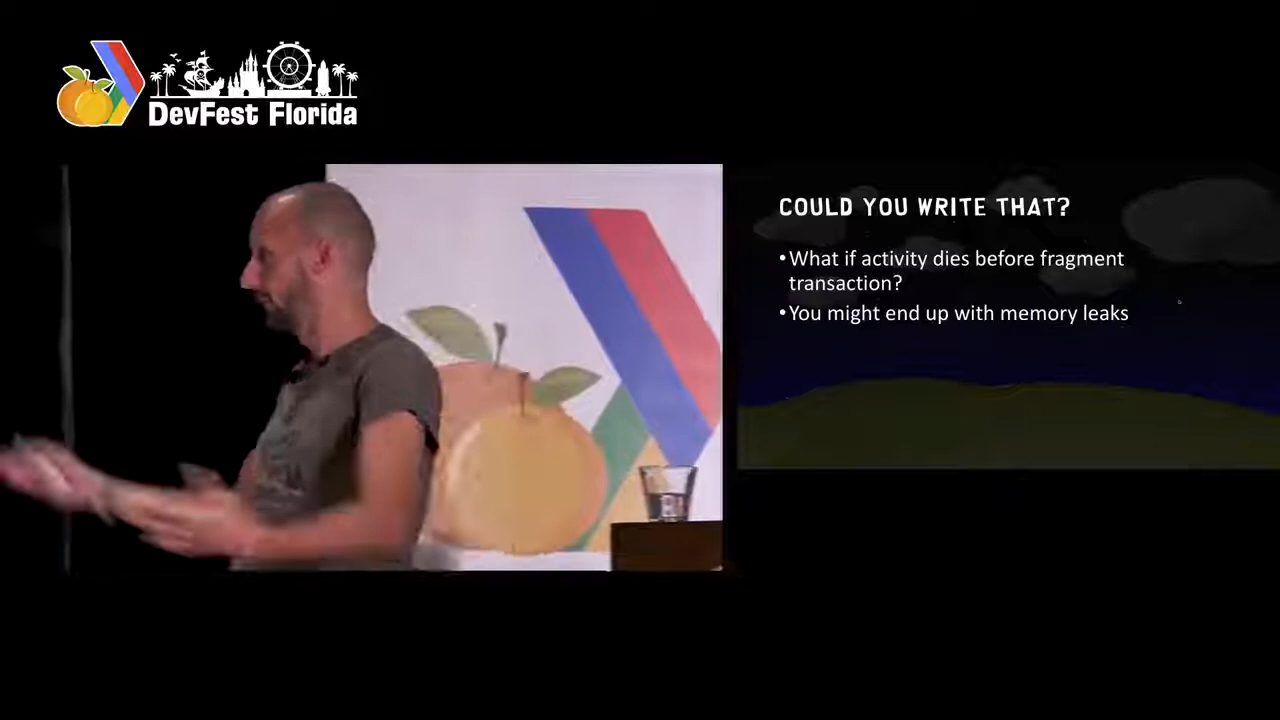 DevFest Florida
COULD YOU WRITE THAT?
•What if activity dies before fragment
transaction?
•You might end up with memory leaks